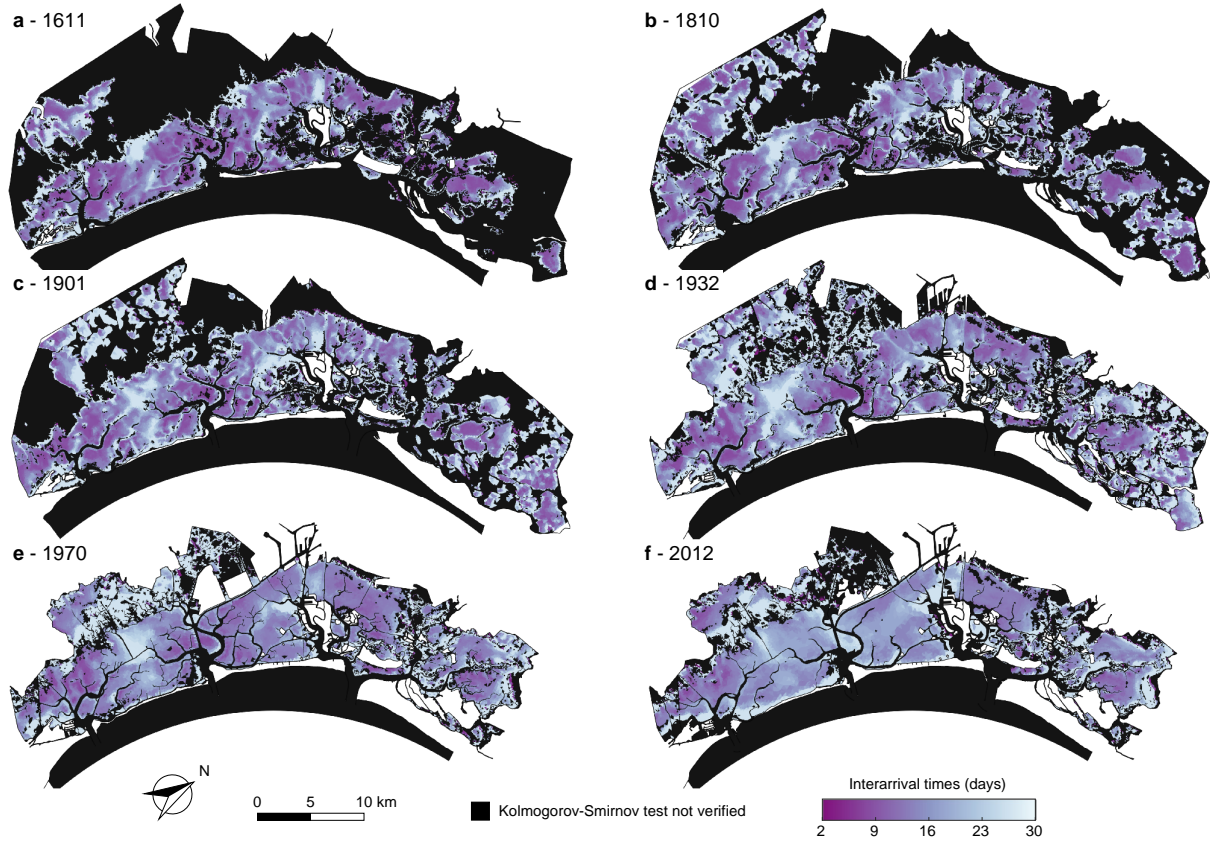 a - 1611
b - 1810
c - 1901
d - 1932
e - 1970
f - 2012
N
0 5 10 km
Kolmogorov-Smirnov test not verified
Interarrival times (days)
2 9 16 23 30